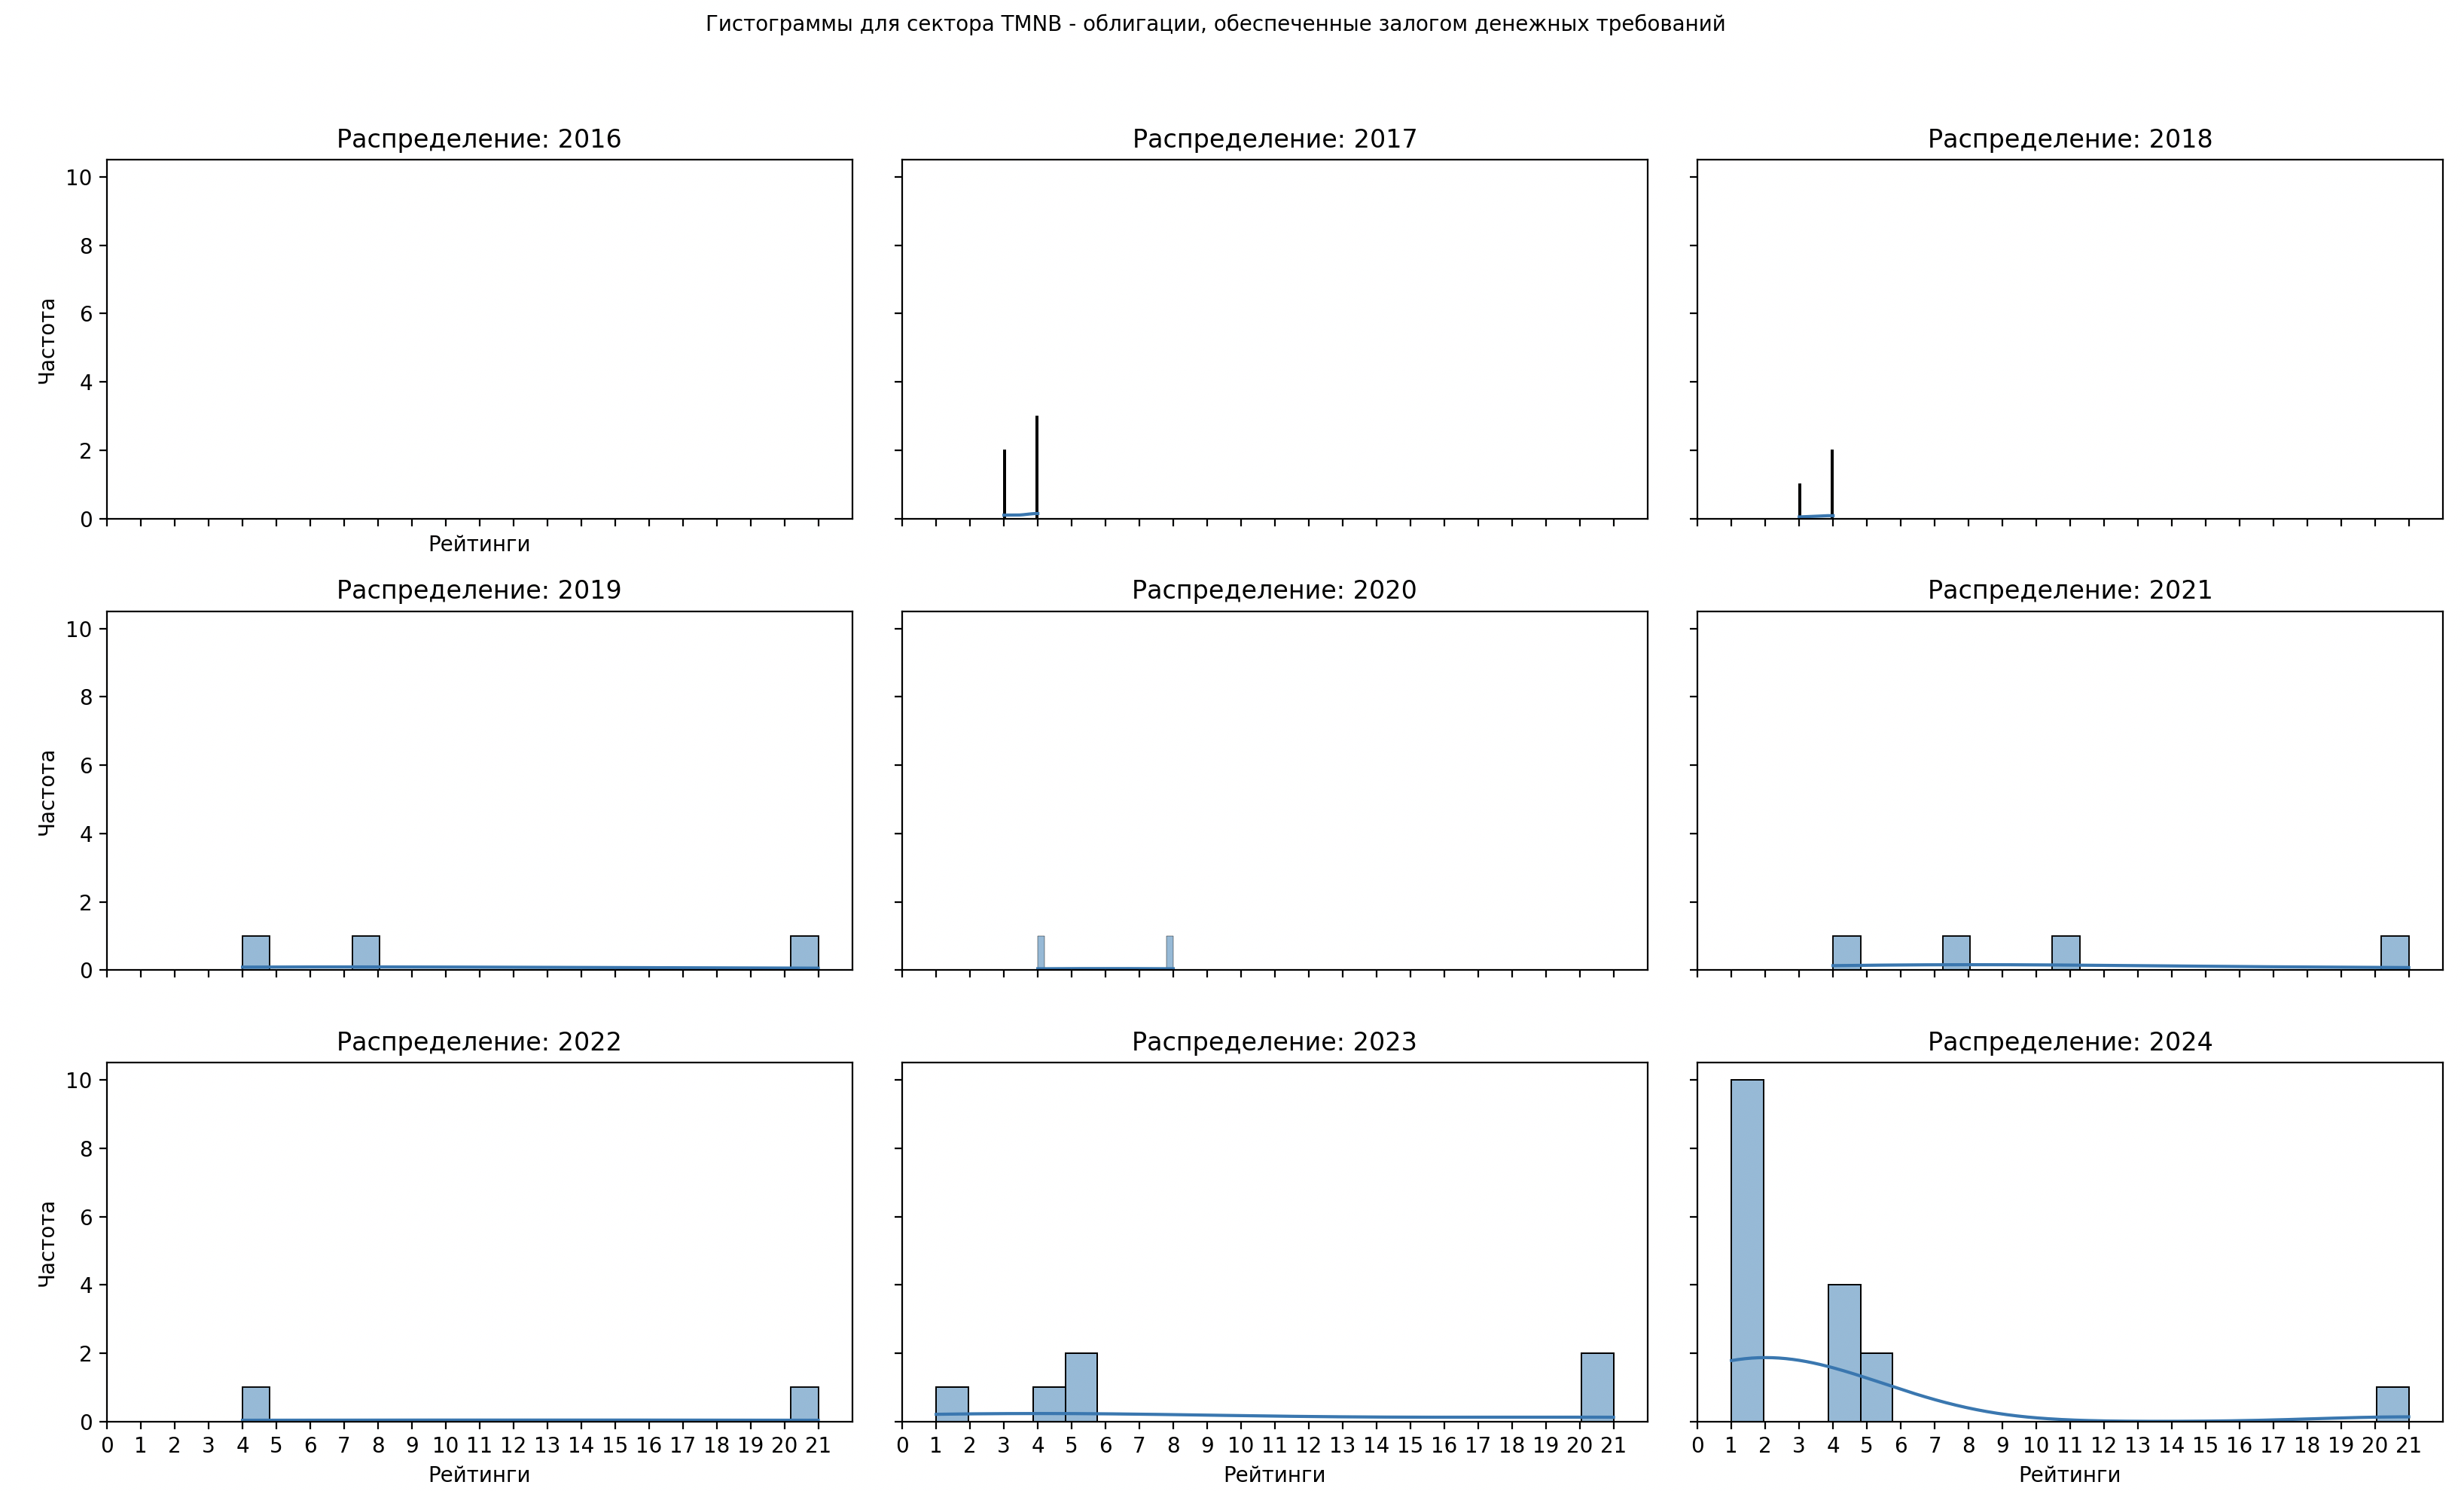 Гистограммы для сектора TMNB - облигации, обеспеченные залогом денежных требований
Распределение: 2016
Распределение: 2017
Распределение: 2018
10
8
6
4
2
0
Частота
Рейтинги
Распределение: 2019
Распределение: 2020
Распределение: 2021
10
8
6
4
2
0
Частота
Распределение: 2022
Распределение: 2023
Распределение: 2024
10
8
6
4
2
0
Частота
0 1 2 3 4 5 6 7 8 9 10 11 12 13 14 15 16 17 18 19 20 21
0 1 2 3 4 5 6 7 8 9 10 11 12 13 14 15 16 17 18 19 20 21
0 1 2 3 4 5 6 7 8 9 10 11 12 13 14 15 16 17 18 19 20 21
Рейтинги
Рейтинги
Рейтинги